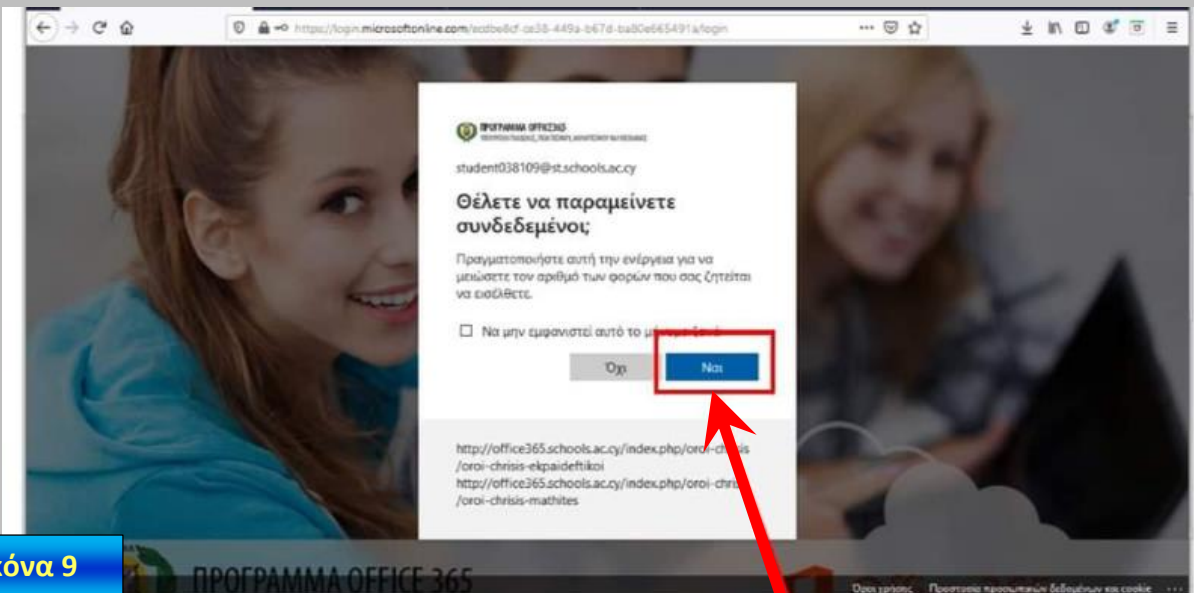 https://login.microsoftonline.com/
ΠΡΟΓΡΑΜΜΑ OFFICE365
student038109@st.schools.ac.cy
Θέλετε να παραμείνετε
συνδεδεμένοι;
Πραγματοποιήστε αυτή την ενέργεια για να
μειώσετε τον αριθμό των φορών που σας ζητείται
να εισέλθετε.
Να μην εμφανιστεί αυτό το
Όχι
Ναι
http://office365.schools.ac.cy/index.php/oroi-chrisis
/oroi-chrisis-ekpaideftikoi
http://office365.schools.ac.cy/index.php/oroi-chris
/oroi-chrisis-mathites
κόνα 9
ΠΡΟΓΡΑΜΜΑ OFFICE 365
Όροι χρήσης Προστασία προσωπικών δεδομένων και cookie